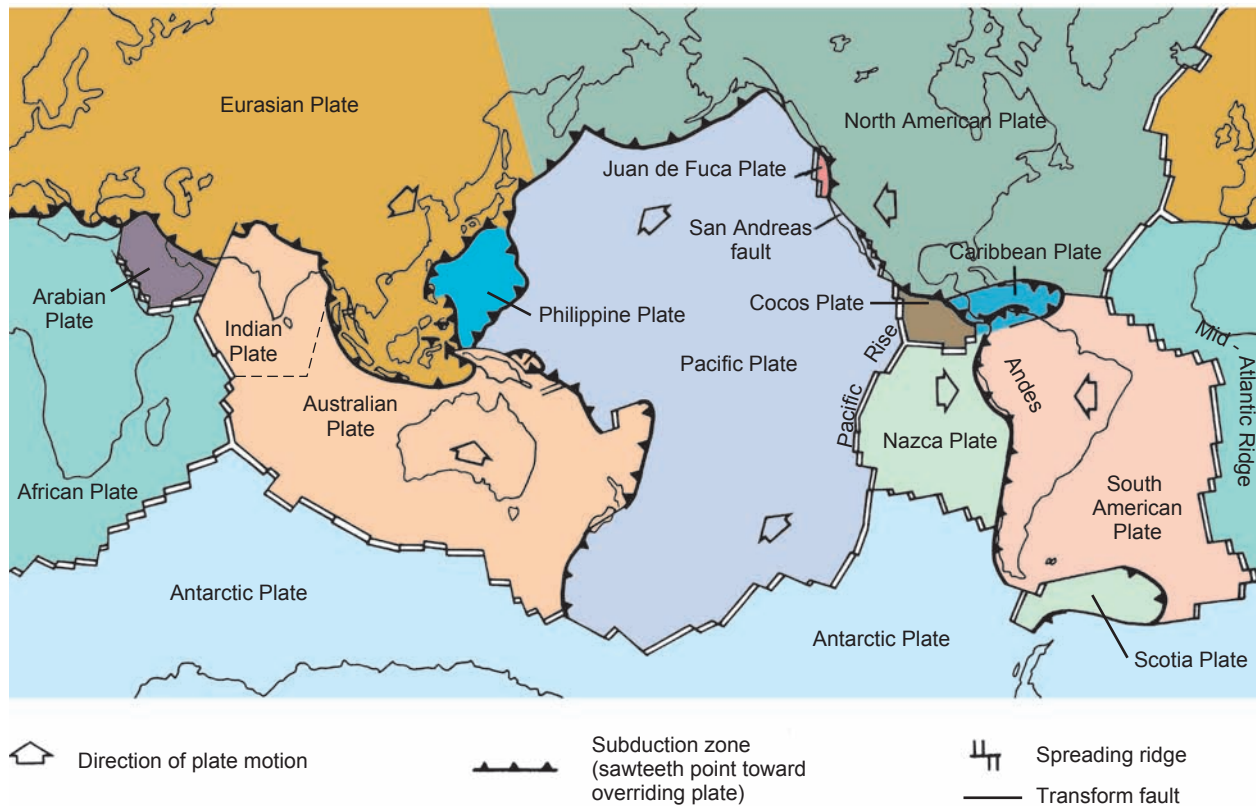 Eurasian Plate
North American Plate
Juan de Fuca Plate
San Andreas
fault
Caribbean Plate
Arabian
Plate
Cocos Plate
Philippine Plate
Indian
Plate
Pacific Plate
Pacific Rise
Andes
Mid - Atlantic Ridge
Australian
Plate
Nazca Plate
African Plate
South
American
Plate
Antarctic Plate
Antarctic Plate
Scotia Plate
Direction of plate motion
Subduction zone
(sawteeth point toward
overriding plate)
Spreading ridge
Transform fault